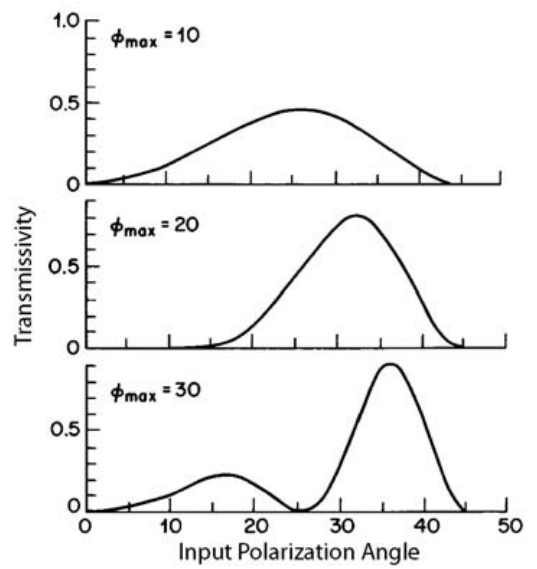 1.0
ϕmax = 10
0.5
0
ϕmax = 20
0.5
0
Transmissivity
ϕmax = 30
0.5
0
0 10 20 30 40 50
Input Polarization Angle